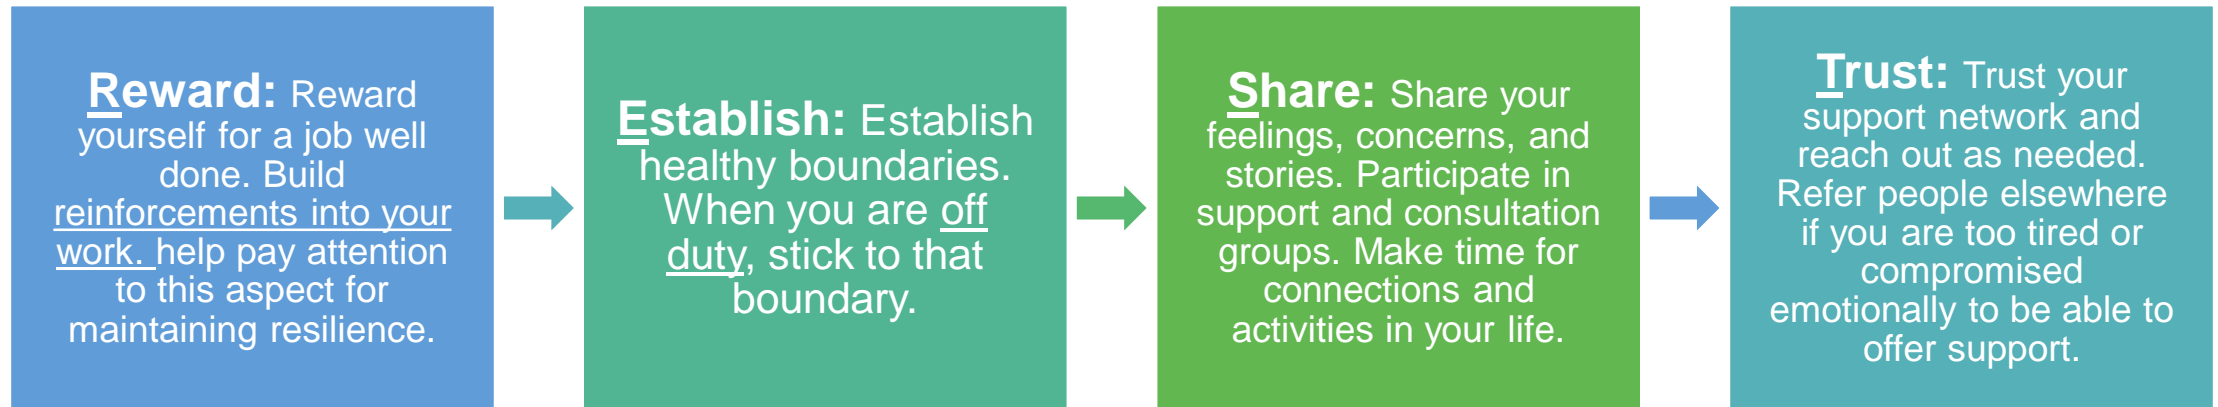 Reward: Reward
yourself for a job well
done. Build
reinforcements into your
work. help pay attention
to this aspect for
maintaining resilience.
Establish: Establish
healthy boundaries.
When you are off
duty, stick to that
boundary.
Share: Share your
feelings, concerns, and
stories. Participate in
support and consultation
groups. Make time for
connections and
activities in your life.
Trust: Trust your
support network and
reach out as needed.
Refer people elsewhere
if you are too tired or
compromised
emotionally to be able to
offer support.